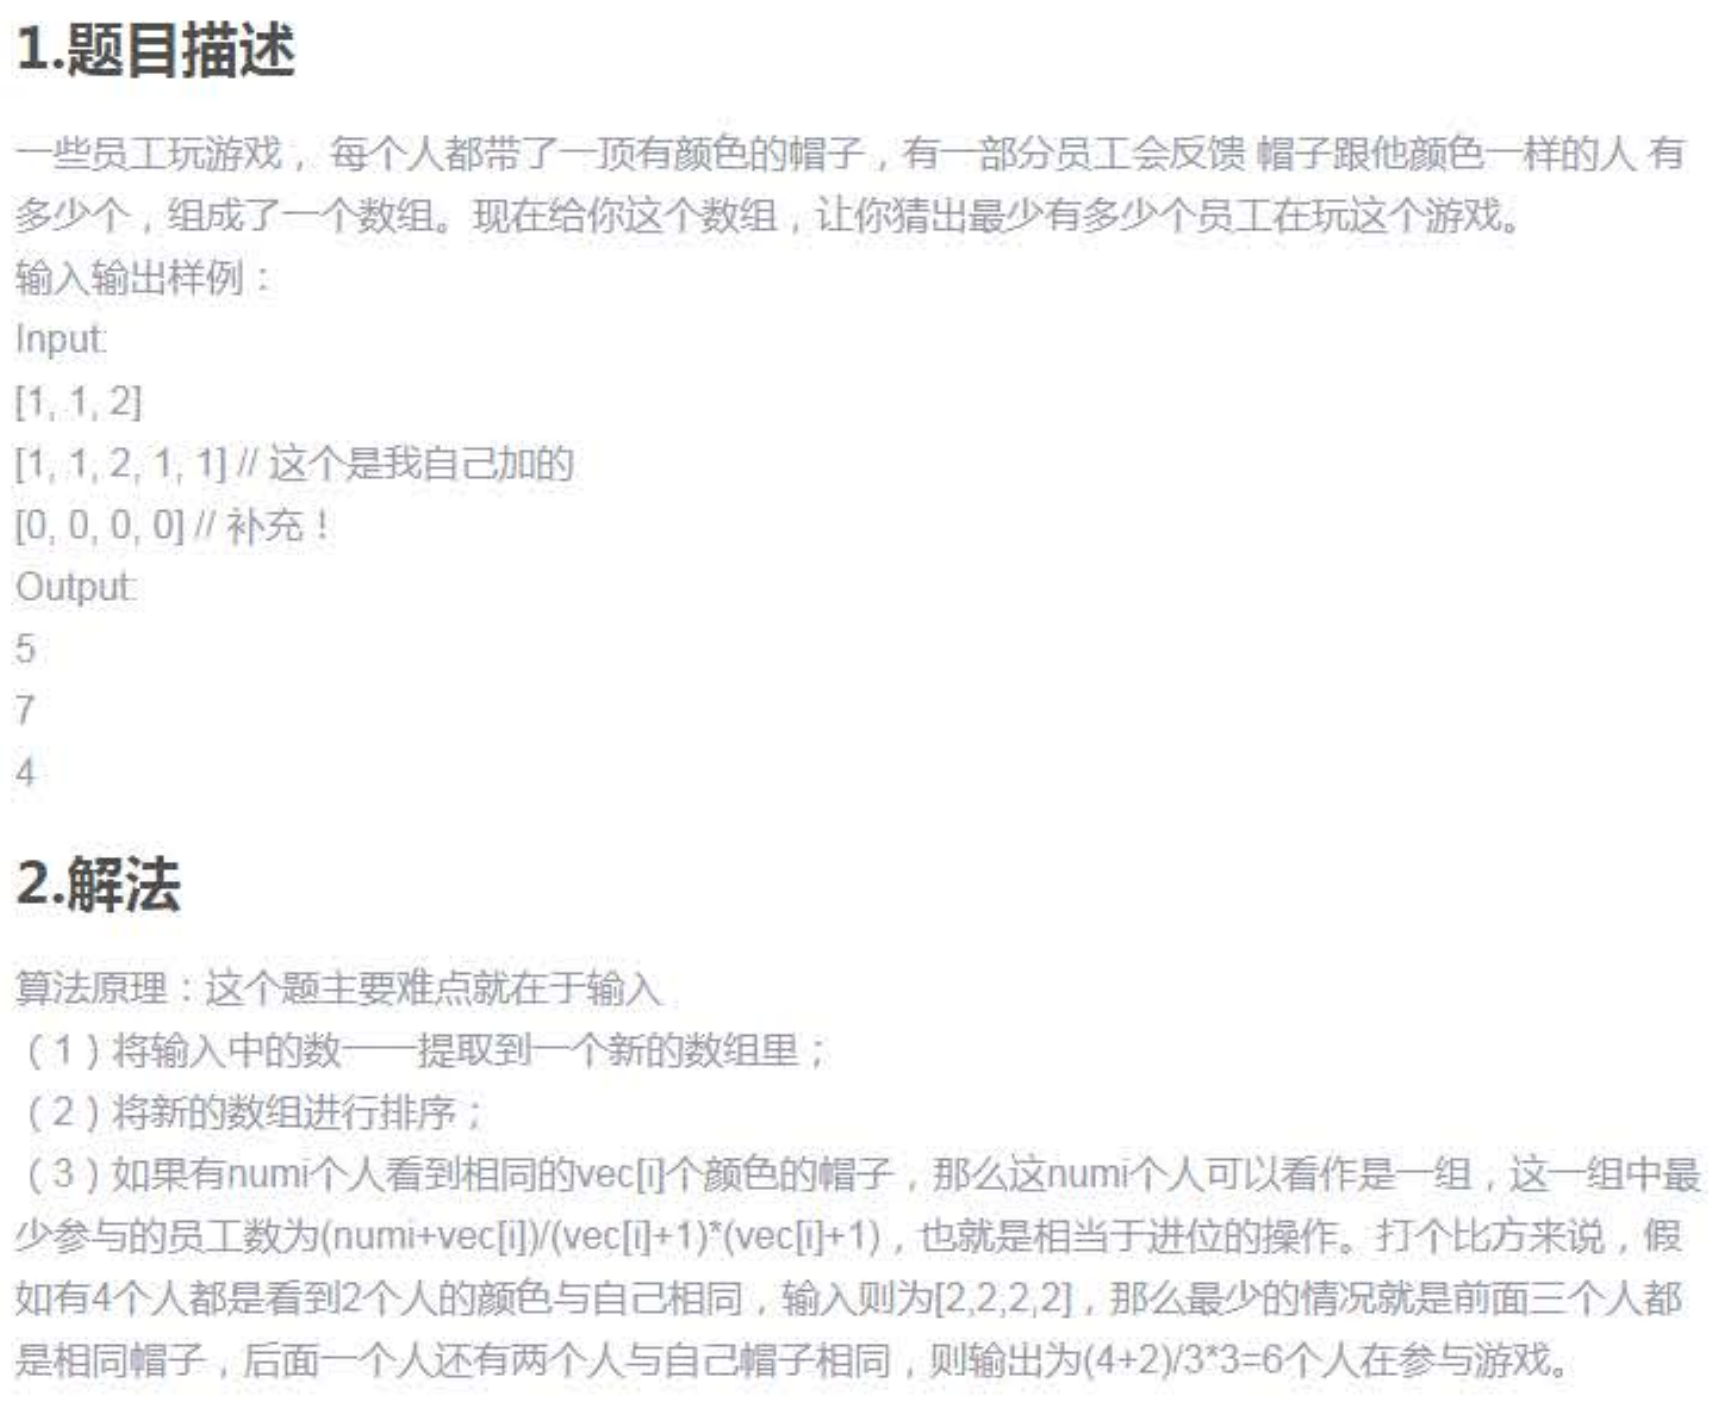 1.题目描述
一些员工玩游戏， 每个人都带了一顶有颜色的帽子，有一部分员工会反馈 帽子跟他颜色一样的人 有
多少个，组成了一个数组。现在给你这个数组，让你猜出最少有多少个员工在玩这个游戏。
输入输出样例：
Input:
[1, 1, 2]
[1, 1, 2, 1, 1] // 这个是我自己加的
[0, 0, 0, 0] // 补充！
Output:
5
7
4
2.解法
算法原理：这个题主要难点就在于输入
（1）将输入中的数一一提取到一个新的数组里；
（2）将新的数组进行排序；
（3）如果有numi个人看到相同的vec[i]个颜色的帽子，那么这numi个人可以看作是一组，这一组中最
少参与的员工数为(numi+vec[i])/(vec[i]+1)*(vec[i]+1)，也就是相当于进位的操作。打个比方来说，假
如有4个人都是看到2个人的颜色与自己相同，输入则为[2,2,2,2]，那么最少的情况就是前面三个人都
是相同帽子，后面一个人还有两个人与自己帽子相同，则输出为(4+2)/3*3=6个人在参与游戏。